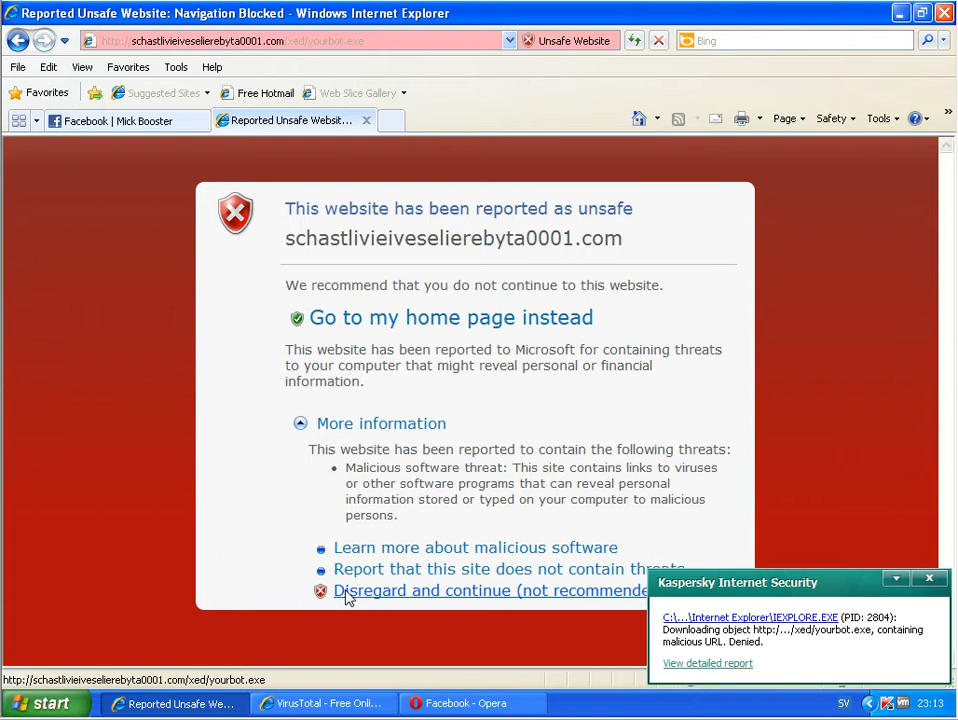 Reported Unsafe Website: Navigation Blocked - Windows Internet Explorer
http://schastlivieiveselierebyta0001.com/xed/yourbot.exe
Unsafe Website
Bing
File Edit View Favorites Tools Help
Favorites Suggested Sites Free Hotmail Web Slice Gallery
Facebook | Mick Booster
Reported Unsafe Websit...
Page Safety Tools
This website has been reported as unsafe
schastlivieiveselierebyta0001.com
We recommend that you do not continue to this website.
Go to my home page instead
This website has been reported to Microsoft for containing threats
to your computer that might reveal personal or financial
information.
More information
This website has been reported to contain the following threats:
Malicious software threat: This site contains links to viruses
or other software programs that can reveal personal
information stored or typed on your computer to malicious
persons.
Learn more about malicious software
Report that this site does not contain threats
Disregard and continue (not recommende
Kaspersky Internet Security
C:\...\Internet Explorer\IEXPLORE.EXE (PID: 2804):
Downloading object http:/.../xed/yourbot.exe, containing
malicious URL. Denied.
View detailed report
http://schastlivieiveselierebyta0001.com/xed/yourbot.exe
start
Reported Unsafe We...
VirusTotal - Free Onli...
Facebook - Opera
SV
23:13